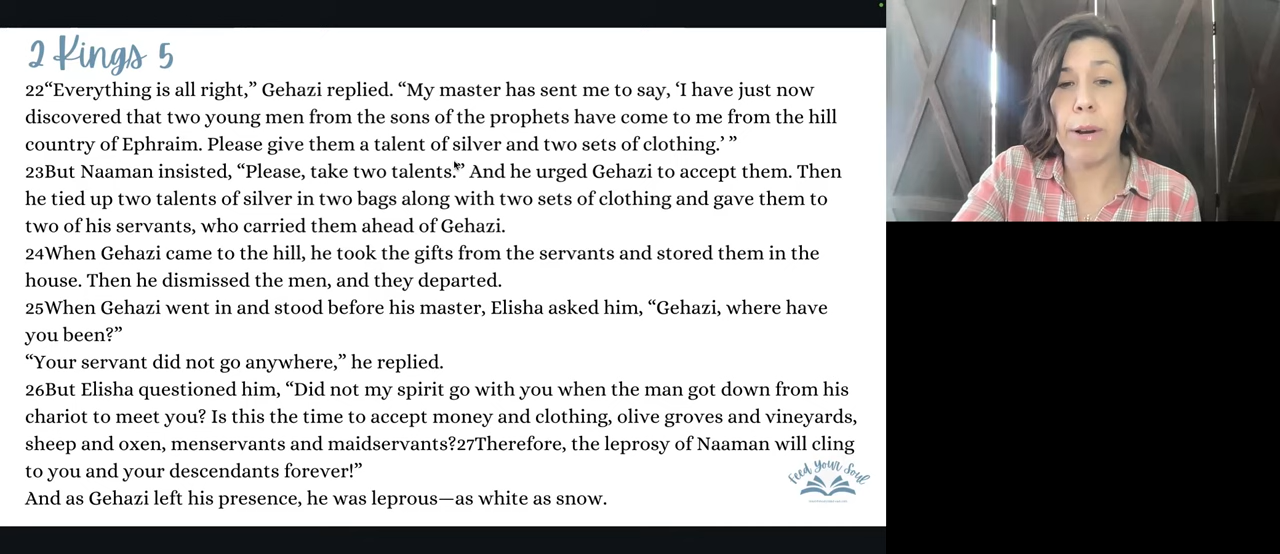 2 Kings 5
22“Everything is all right,” Gehazi replied. “My master has sent me to say, ‘I have just now
discovered that two young men from the sons of the prophets have come to me from the hill
country of Ephraim. Please give them a talent of silver and two sets of clothing.’ ”
23But Naaman insisted, “Please, take two talents.” And he urged Gehazi to accept them. Then
he tied up two talents of silver in two bags along with two sets of clothing and gave them to
two of his servants, who carried them ahead of Gehazi.
24When Gehazi came to the hill, he took the gifts from the servants and stored them in the
house. Then he dismissed the men, and they departed.
25When Gehazi went in and stood before his master, Elisha asked him, “Gehazi, where have
you been?”
“Your servant did not go anywhere,” he replied.
26But Elisha questioned him, “Did not my spirit go with you when the man got down from his
chariot to meet you? Is this the time to accept money and clothing, olive groves and vineyards,
sheep and oxen, menservants and maidservants?27Therefore, the leprosy of Naaman will cling
to you and your descendants forever!”
Feed Your Soul
And as Gehazi left his presence, he was leprous—as white as snow.